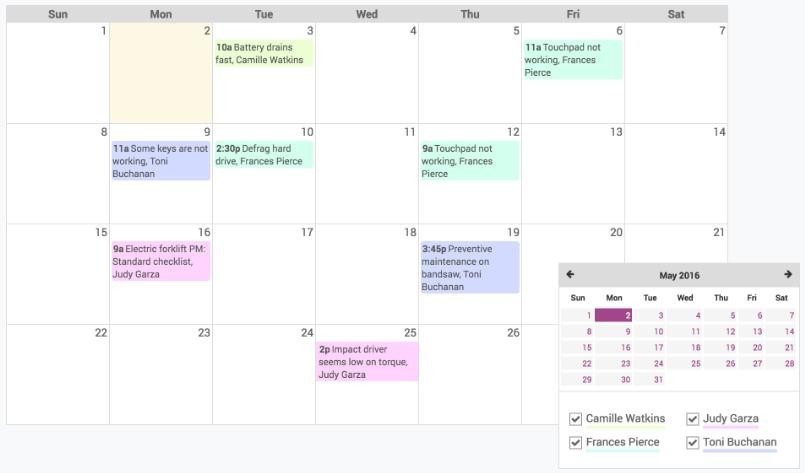 Sun Mon Tue Wed Thu Fri Sat
1 2 3 4 5 6 7
10a Battery drains
fast, Camille Watkins
11a Touchpad not
working, Frances
Pierce
8 9 10 11 12 13 14
11a Some keys are not
working, Toni
Buchanan
2:30p Defrag hard
drive, Frances Pierce
9a Touchpad not
working, Frances
Pierce
15 16 17 18 19 20 21
9a Electric forklift PM:
Standard checklist,
Judy Garza
3:45p Preventive
maintenance on
bandsaw, Toni
Buchanan
22 23 24 25 26
2p Impact driver
seems low on torque,
Judy Garza
May 2016
Sun Mon Tue Wed Thu Fri Sat
1 2 3 4 5 6 7
8 9 10 11 12 13 14
15 16 17 18 19 20 21
22 23 24 25 26 27 28
29 30 31
Camille Watkins Judy Garza
Frances Pierce Toni Buchanan